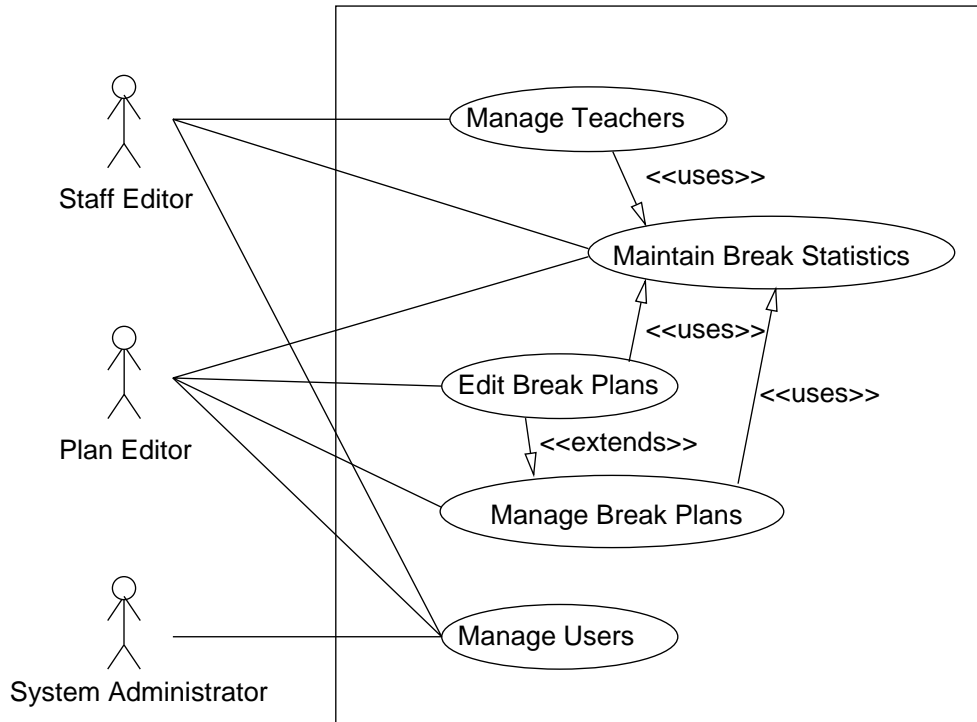 Manage Teachers
<<uses>>
Staff Editor
Maintain Break Statistics
<<uses>>
Edit Break Plans
<<uses>>
Plan Editor
<<extends>>
Manage Break Plans
Manage Users
System Administrator